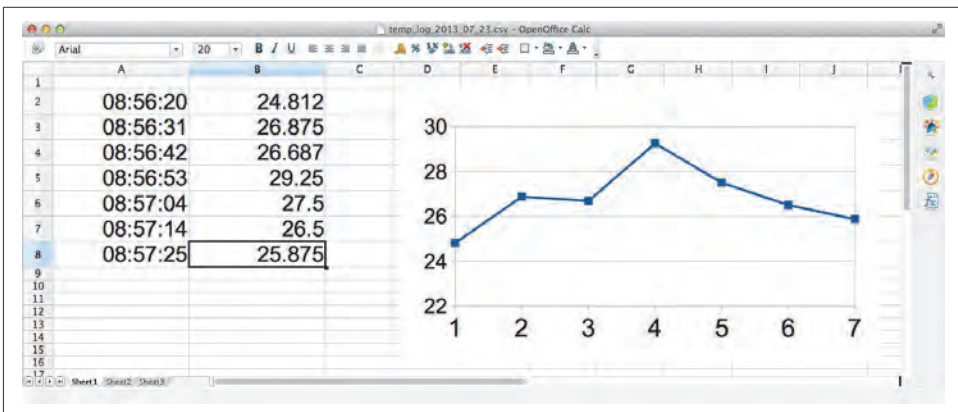 temp_log_2013_07_23.csv - OpenOffice Calc
Arial 20 B I U
A B C D E F G H I J
1
2 08:56:20 24.812
3 08:56:31 26.875
4 08:56:42 26.687
5 08:56:53 29.25
6 08:57:04 27.5
7 08:57:14 26.5
8 08:57:25 25.875
9
10
11
12
13
14
15
16
17
30
28
26
24
22
1 2 3 4 5 6 7
Sheet1 Sheet2 Sheet3